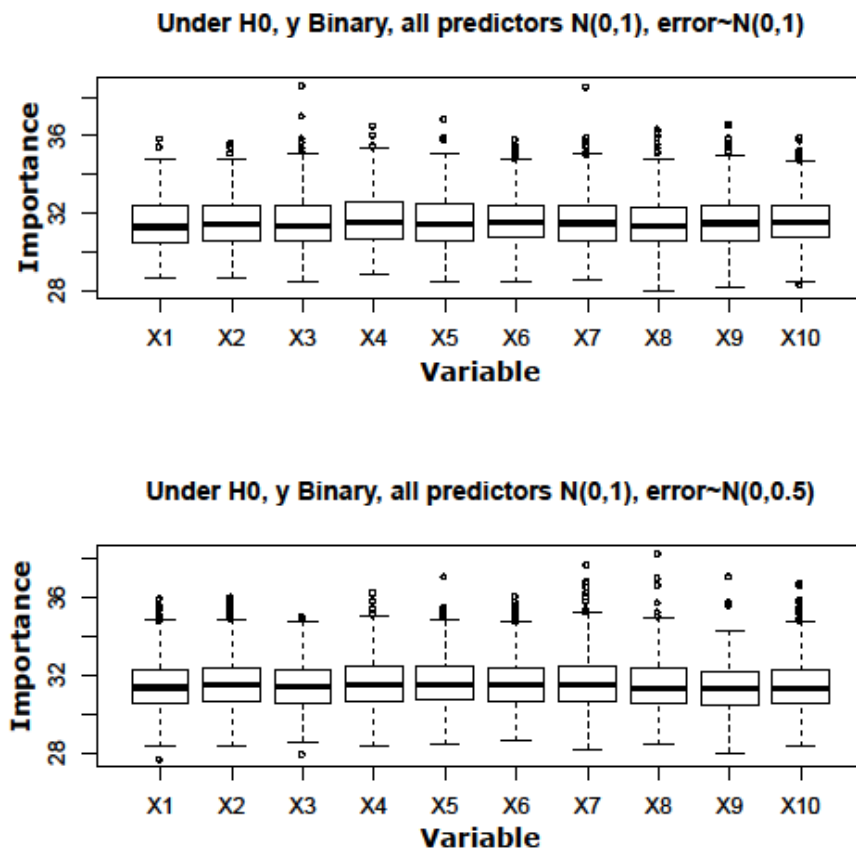 Under H0, y Binary, all predictors N(0,1), error~N(0,1)
Importance
36
32
28
X1 X2 X3 X4 X5 X6 X7 X8 X9 X10
Variable
Under H0, y Binary, all predictors N(0,1), error~N(0,0.5)
Importance
36
32
28
X1 X2 X3 X4 X5 X6 X7 X8 X9 X10
Variable